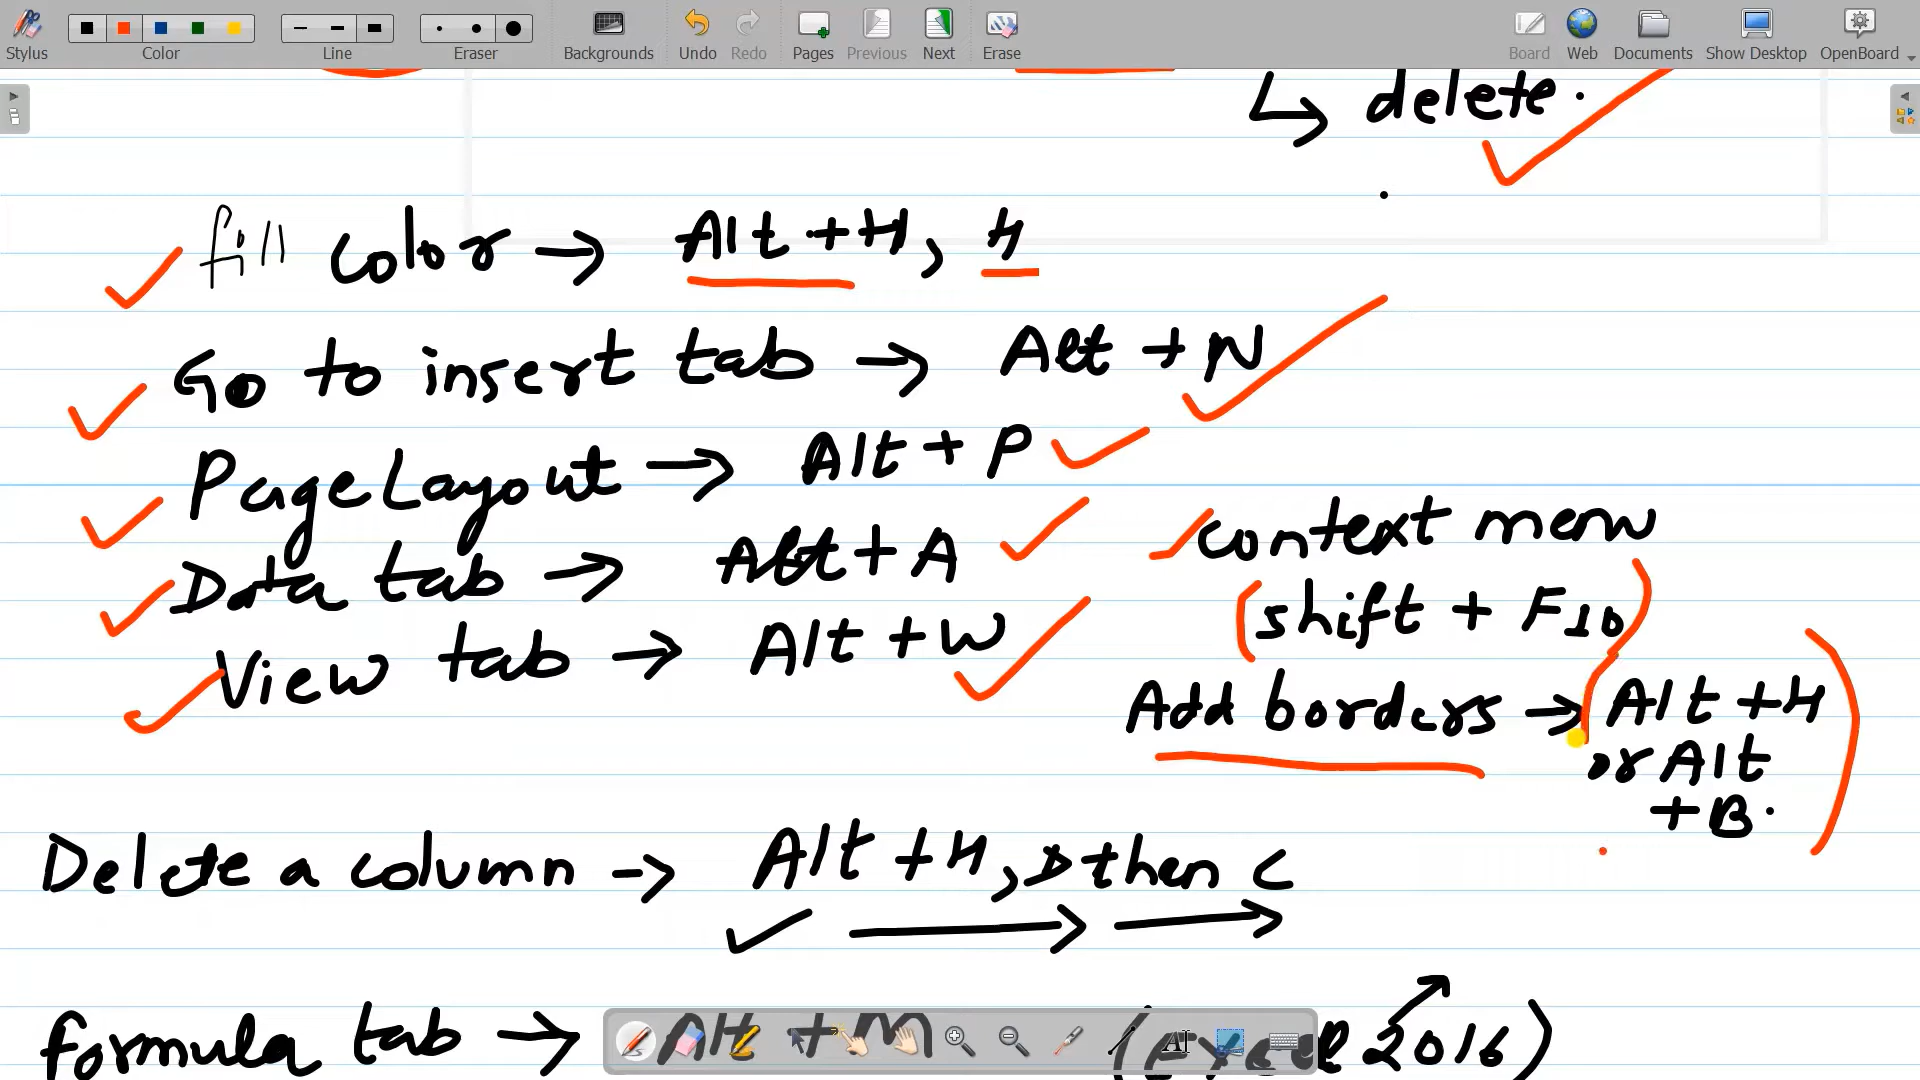 Stylus
Color
Line
Eraser
Backgrounds
Undo
Redo
Pages
Previous
Next
Erase
Board
Web
Documents
Show Desktop
OpenBoard
↳ delete.
fill color → Alt+H, H
Go to insert tab → Alt + N
PageLayout → Alt + P
Data tab → Alt + A
View tab → Alt + W
context menu
(shift + F10)
Add borders → (Alt + H
or Alt
+ B.)
Delete a column → Alt + H, D then C
formula tab → Alt + M (Excel 2016)